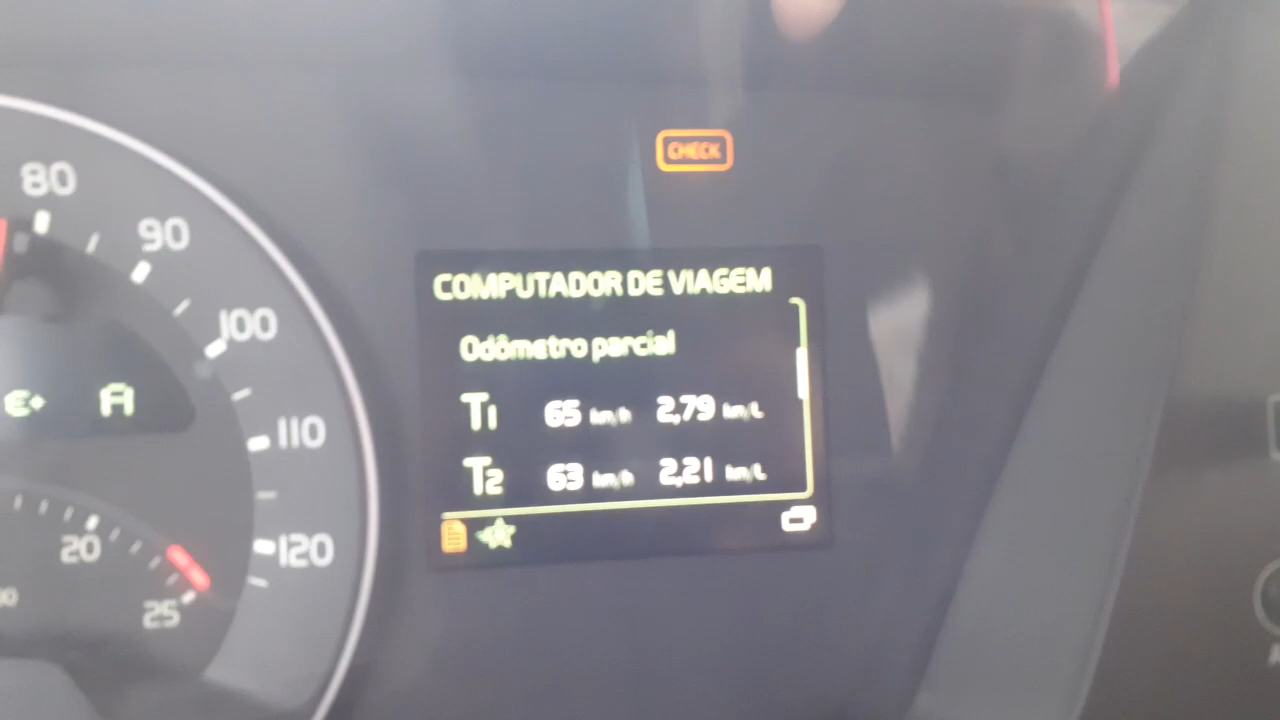 CHECK
80
90
100
110
120
E+ A
20
25
COMPUTADOR DE VIAGEM
Odômetro parcial
T1 65 km/h 2,79 km/L
T2 63 km/h 2,21 km/L